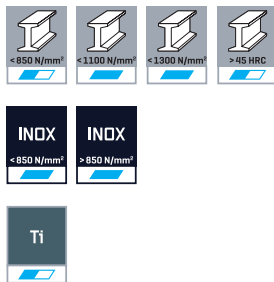 <850 N/mm² <1100 N/mm² <1300 N/mm² >45 HRC
INOX INOX
<850 N/mm² >850 N/mm²
Ti